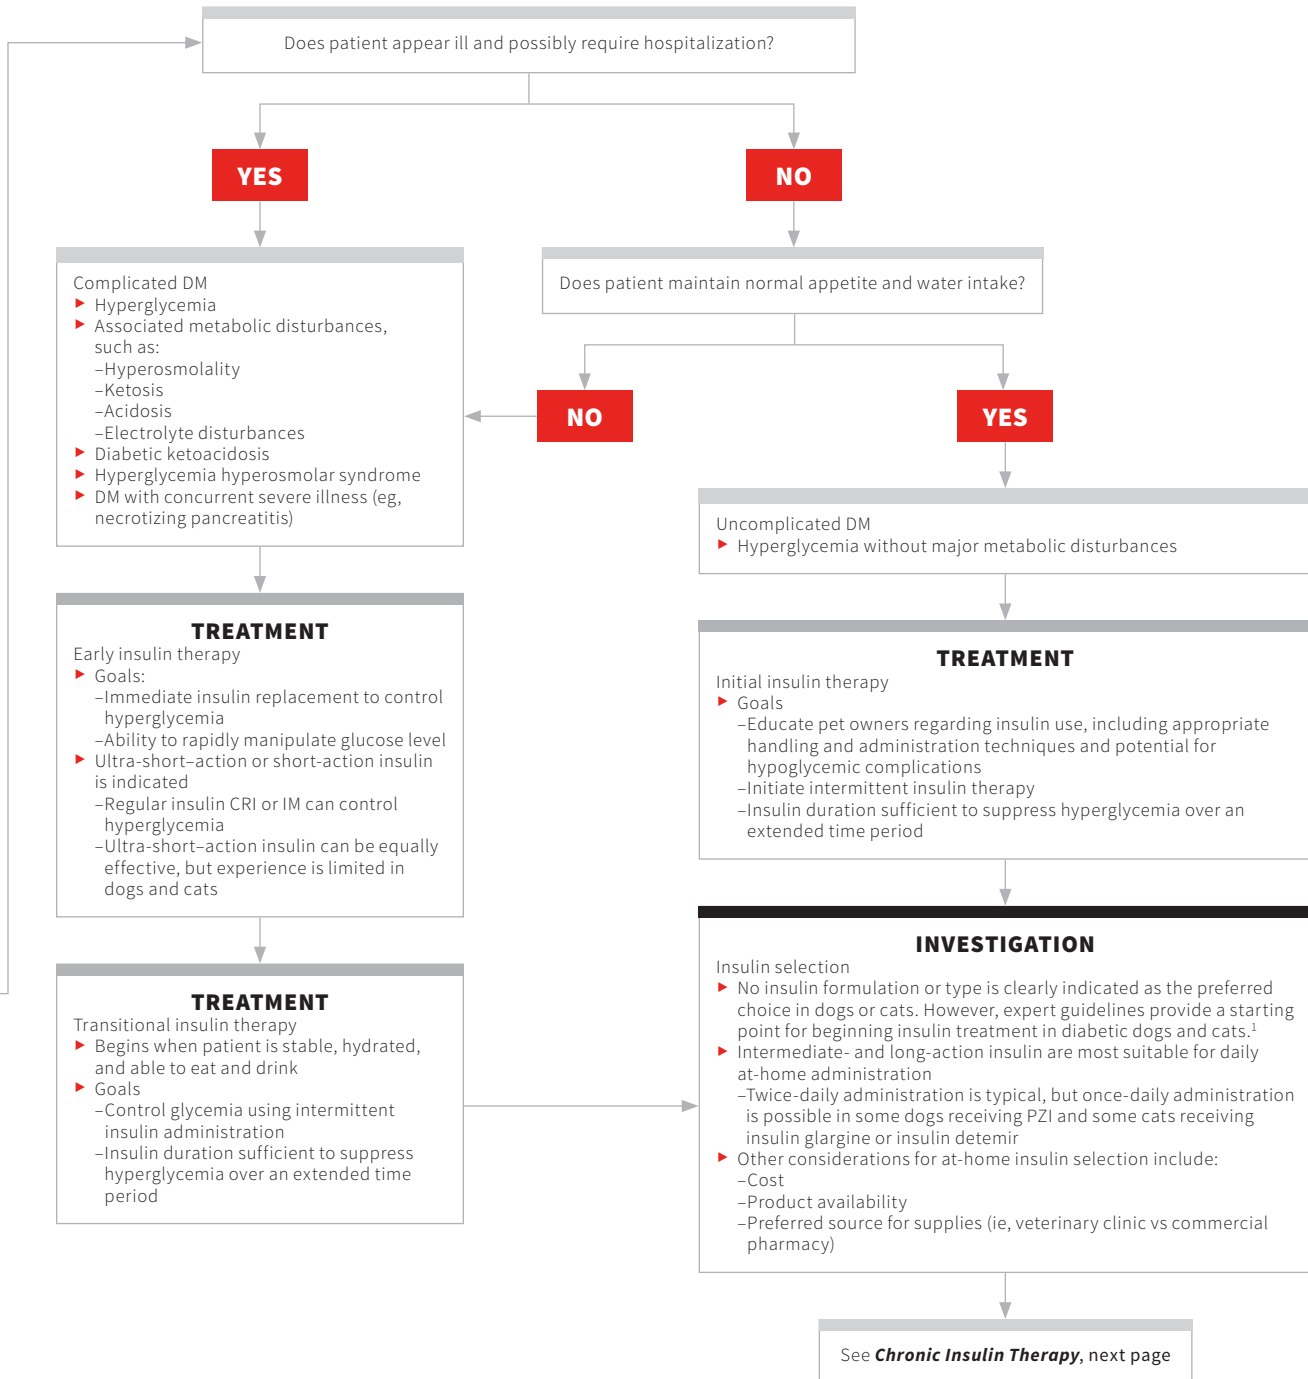 Does patient appear ill and possibly require hospitalization?
YES
NO
Complicated DM
► Hyperglycemia
► Associated metabolic disturbances,
such as:
–Hyperosmolality
–Ketosis
–Acidosis
–Electrolyte disturbances
► Diabetic ketoacidosis
► Hyperglycemia hyperosmolar syndrome
► DM with concurrent severe illness (eg,
necrotizing pancreatitis)
Does patient maintain normal appetite and water intake?
NO
YES
Uncomplicated DM
► Hyperglycemia without major metabolic disturbances
TREATMENT
Early insulin therapy
► Goals:
–Immediate insulin replacement to control
hyperglycemia
–Ability to rapidly manipulate glucose level
► Ultra-short–action or short-action insulin
is indicated
–Regular insulin CRI or IM can control
hyperglycemia
–Ultra-short–action insulin can be equally
effective, but experience is limited in
dogs and cats
TREATMENT
Initial insulin therapy
► Goals
–Educate pet owners regarding insulin use, including appropriate
handling and administration techniques and potential for
hypoglycemic complications
–Initiate intermittent insulin therapy
–Insulin duration sufficient to suppress hyperglycemia over an
extended time period
TREATMENT
Transitional insulin therapy
► Begins when patient is stable, hydrated,
and able to eat and drink
► Goals
–Control glycemia using intermittent
insulin administration
–Insulin duration sufficient to suppress
hyperglycemia over an extended time
period
INVESTIGATION
Insulin selection
► No insulin formulation or type is clearly indicated as the preferred
choice in dogs or cats. However, expert guidelines provide a starting
point for beginning insulin treatment in diabetic dogs and cats.1
► Intermediate- and long-action insulin are most suitable for daily
at-home administration
–Twice-daily administration is typical, but once-daily administration
is possible in some dogs receiving PZI and some cats receiving
insulin glargine or insulin detemir
► Other considerations for at-home insulin selection include:
–Cost
–Product availability
–Preferred source for supplies (ie, veterinary clinic vs commercial
pharmacy)
See Chronic Insulin Therapy, next page